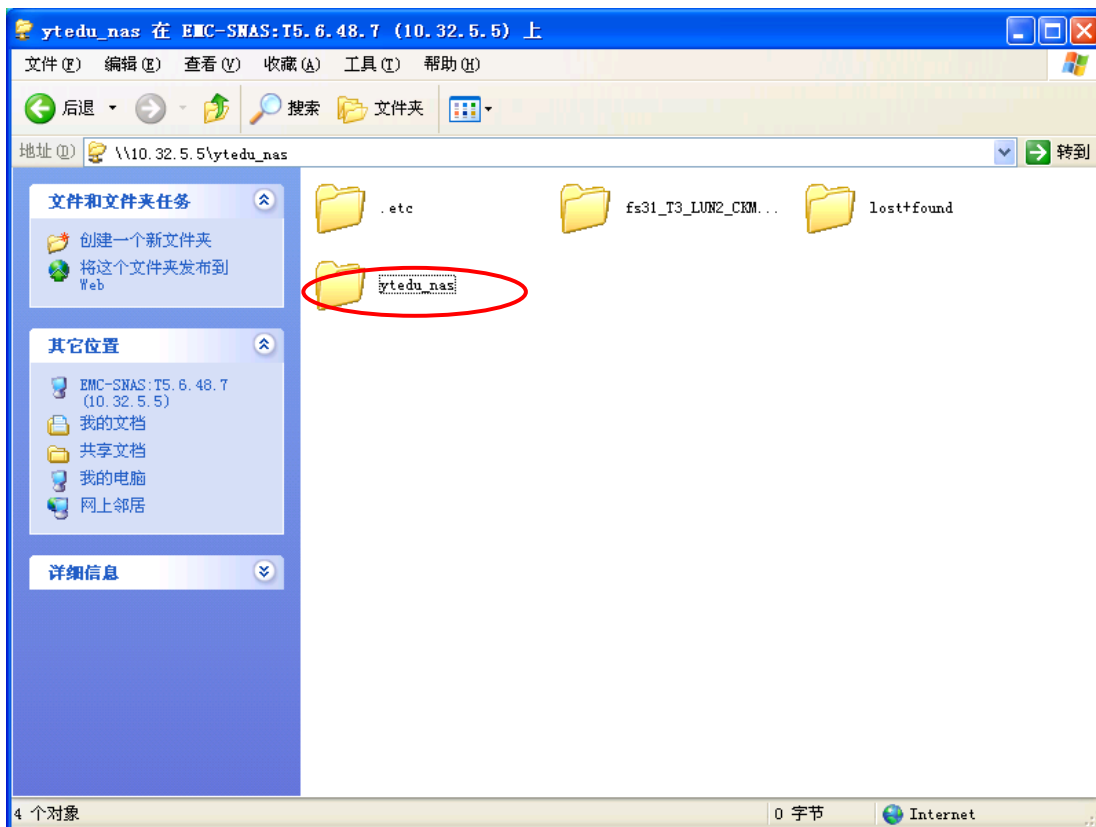 ytedu_nas 在 EMC-SNAS:T5.6.48.7 (10.32.5.5) 上
文件(F) 编辑(E) 查看(V) 收藏(A) 工具(T) 帮助(H)
后退 搜索 文件夹
地址(D) \\10.32.5.5\ytedu_nas 转到
文件和文件夹任务
创建一个新文件夹
将这个文件夹发布到
Web
其它位置
EMC-SNAS:T5.6.48.7
(10.32.5.5)
我的文档
共享文档
我的电脑
网上邻居
详细信息
.etc fs31_T3_LUN2_CKM... lost+found
ytedu_nas
4 个对象 0 字节 Internet